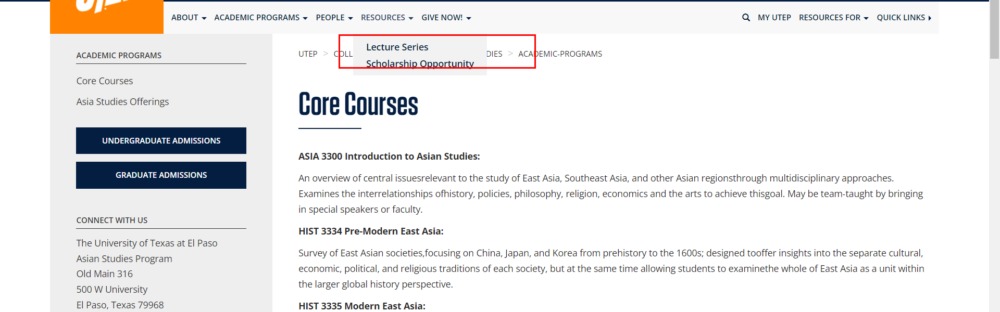 ABOUT ACADEMIC PROGRAMS PEOPLE RESOURCES GIVE NOW! MY UTEP RESOURCES FOR QUICK LINKS
Lecture Series
Scholarship Opportunity
UTEP > COLL DIES > ACADEMIC-PROGRAMS
ACADEMIC PROGRAMS
Core Courses
Asia Studies Offerings
UNDERGRADUATE ADMISSIONS
GRADUATE ADMISSIONS
CONNECT WITH US
The University of Texas at El Paso
Asian Studies Program
Old Main 316
500 W University
El Paso, Texas 79968
Core Courses
ASIA 3300 Introduction to Asian Studies:
An overview of central issuesrelevant to the study of East Asia, Southeast Asia, and other Asian regionsthrough multidisciplinary approaches.
Examines the interrelationships ofhistory, policies, philosophy, religion, economics and the arts to achieve thisgoal. May be team-taught by bringing
in special speakers or faculty.
HIST 3334 Pre-Modern East Asia:
Survey of East Asian societies,focusing on China, Japan, and Korea from prehistory to the 1600s; designed tooffer insights into the separate cultural,
economic, political, and religious traditions of each society, but at the same time allowing students to examinethe whole of East Asia as a unit within
the larger global history perspective.
HIST 3335 Modern East Asia: